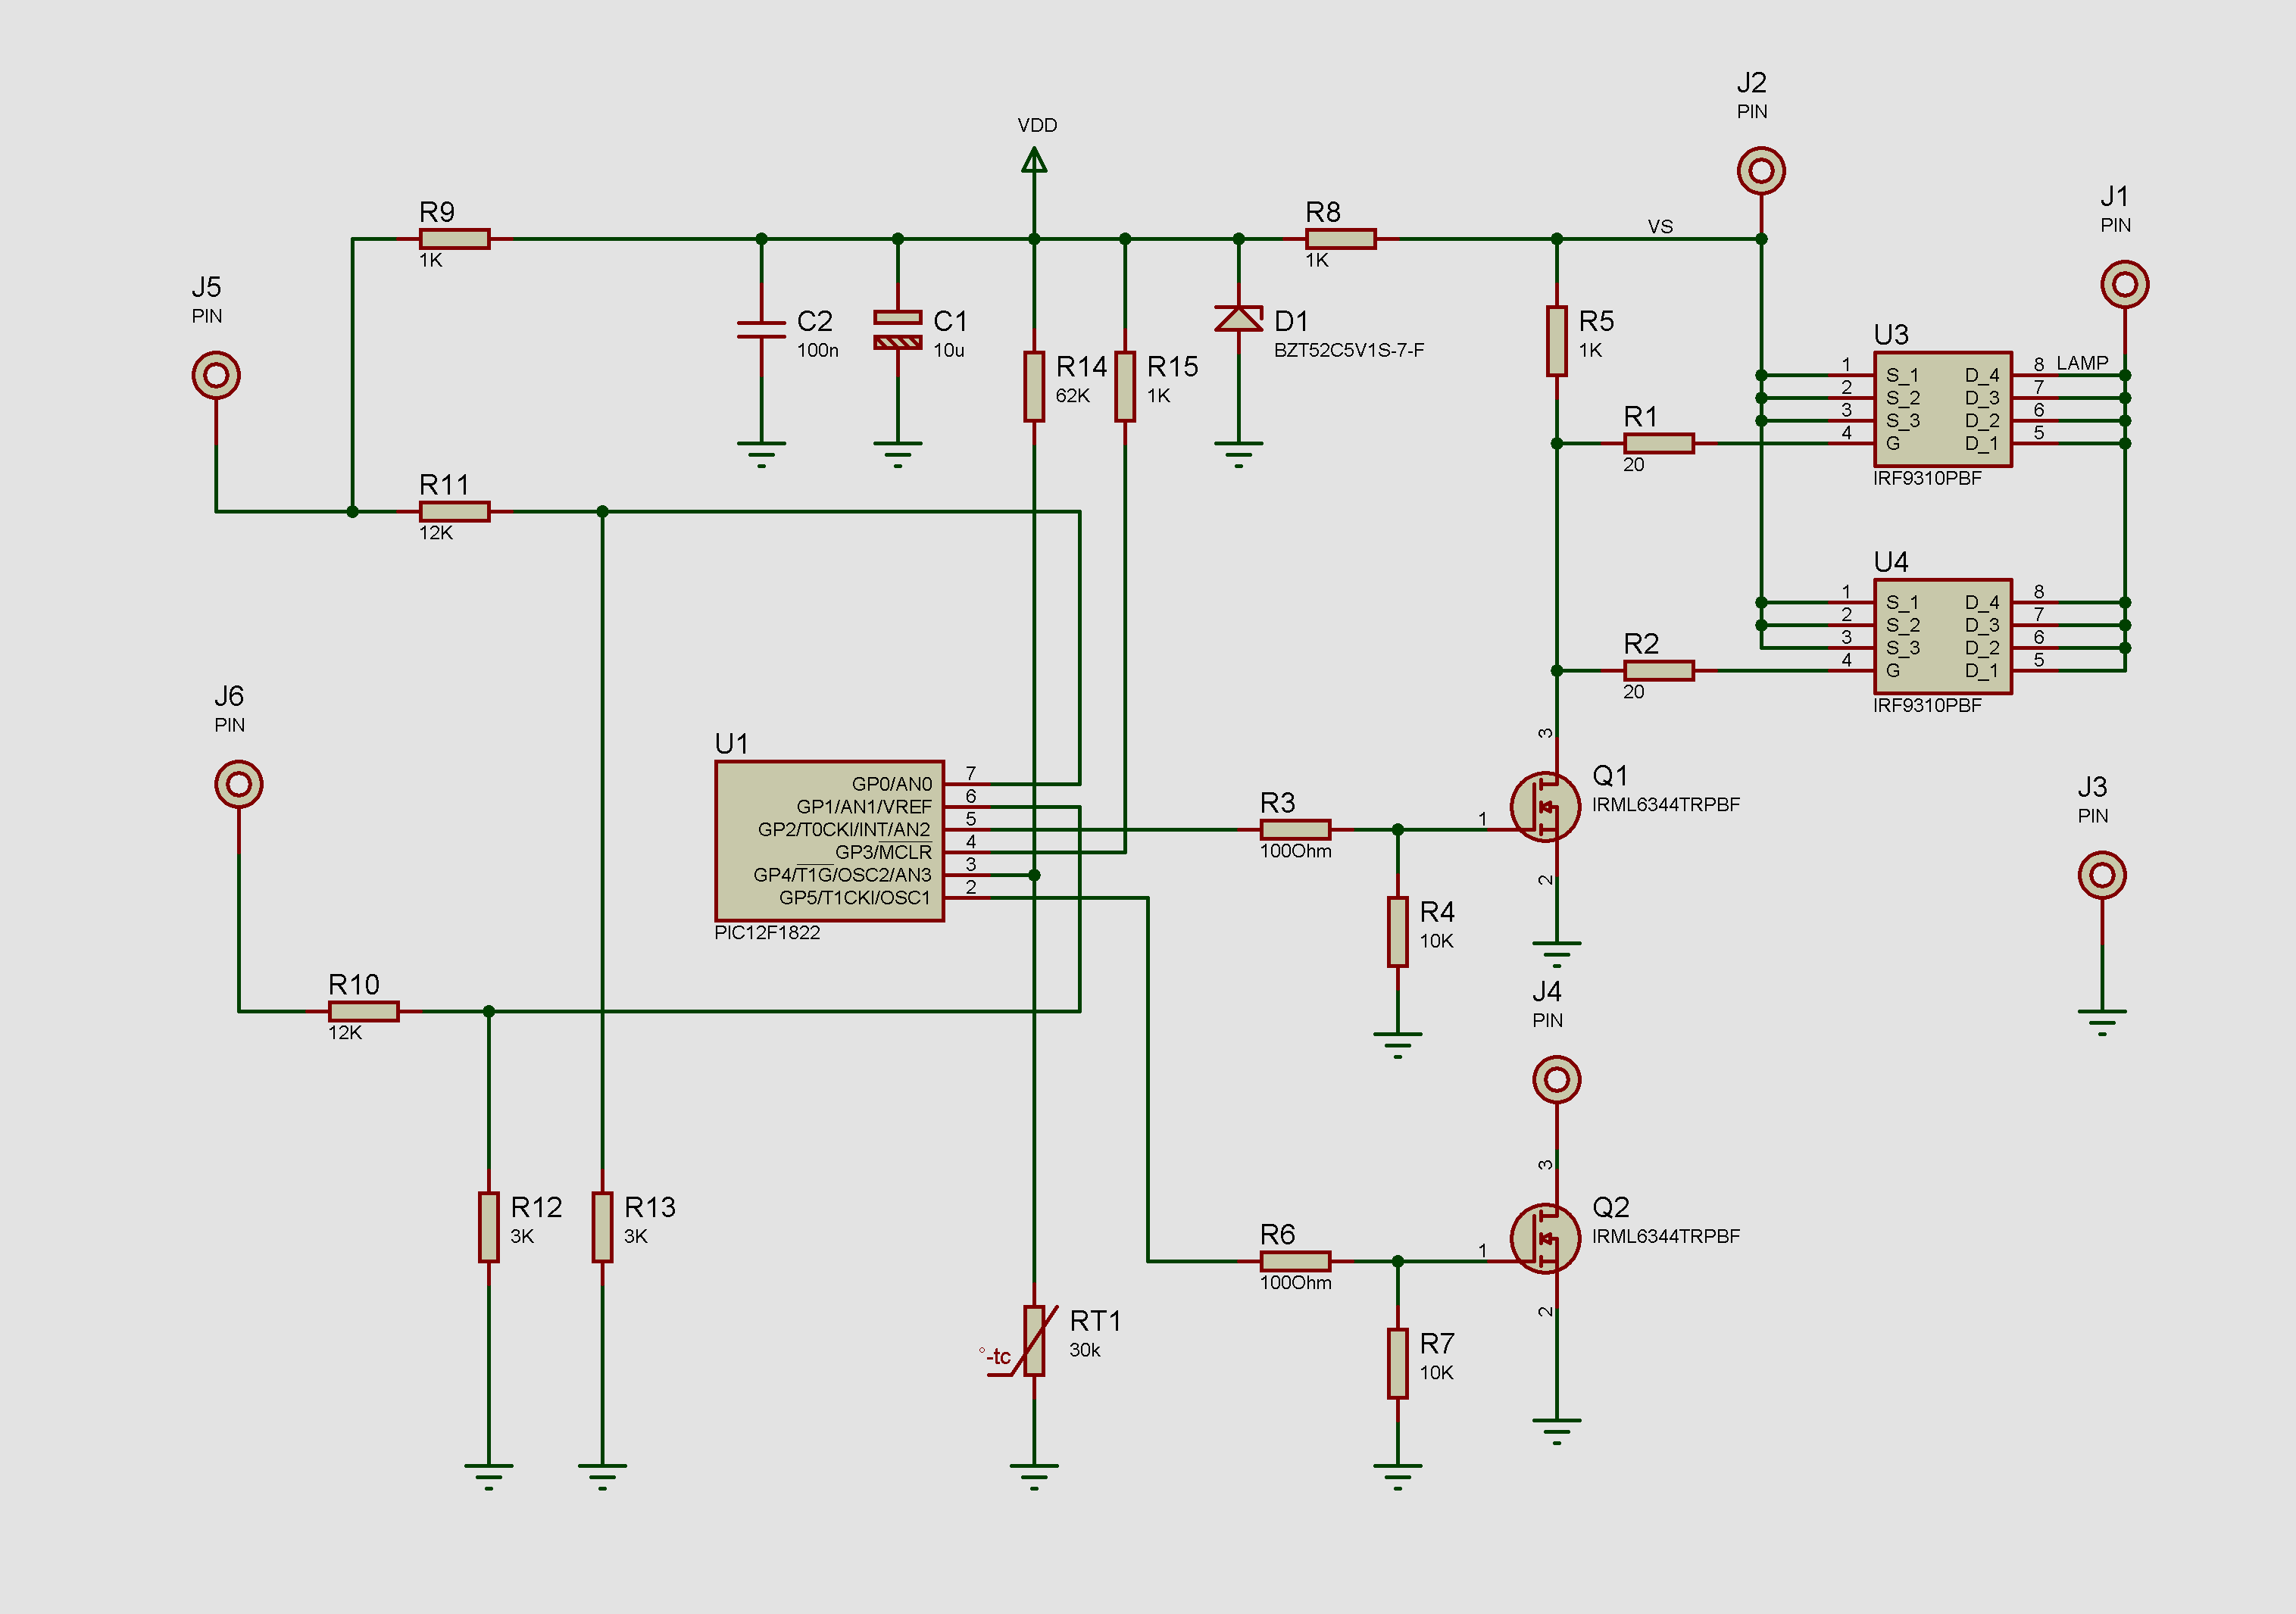 J2
PIN
VDD
J1
PIN
R9
1K
R8
1K
VS
J5
PIN
C2
100n
C1
10u
D1
BZT52C5V1S-7-F
R5
1K
R14
62K
R15
1K
U3
1 S_1 D_4 8 LAMP
2 S_2 D_3 7
3 S_3 D_2 6
4 G D_1 5
IRF9310PBF
R1
20
R11
12K
U4
1 S_1 D_4 8
2 S_2 D_3 7
3 S_3 D_2 6
4 G D_1 5
IRF9310PBF
R2
20
J6
PIN
U1
GP0/AN0 7
GP1/AN1/VREF 6
GP2/T0CKI/INT/AN2 5
GP3/MCLR 4
GP4/T1G/OSC2/AN3 3
GP5/T1CKI/OSC1 2
PIC12F1822
R3
100Ohm
3
1
2
Q1
IRML6344TRPBF
J3
PIN
R4
10K
R10
12K
J4
PIN
R12
3K
R13
3K
3
1
2
Q2
IRML6344TRPBF
R6
100Ohm
RT1
30k
°-tc
R7
10K